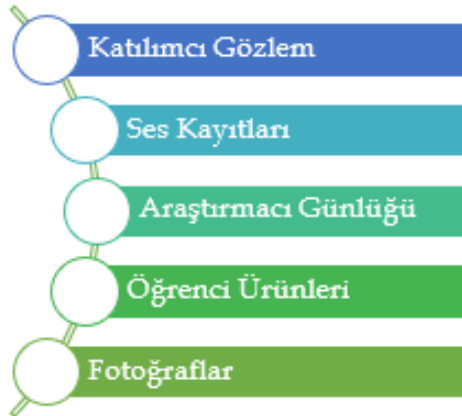 Katılımcı Gözlem
Ses Kayıtları
Araştırmacı Günlüğü
Öğrenci Ürünleri
Fotoğraflar